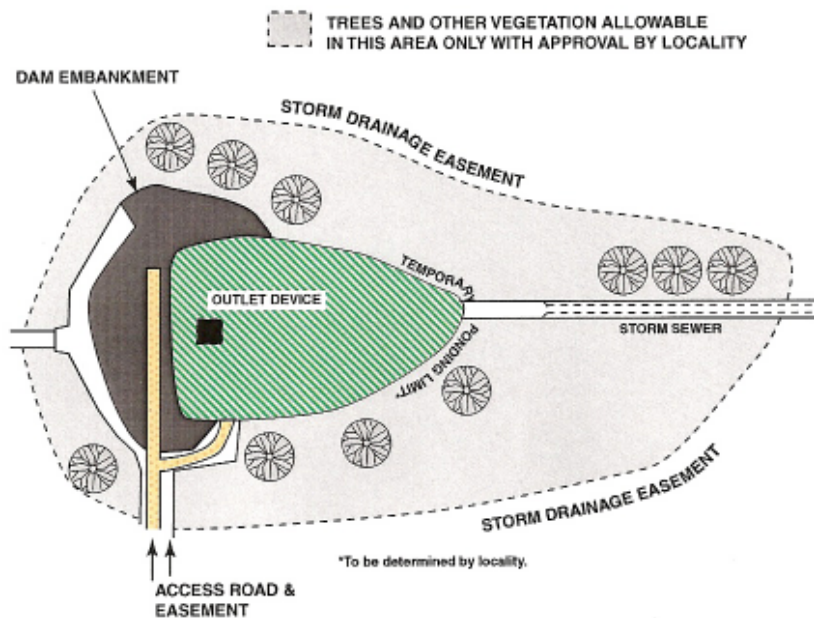 TREES AND OTHER VEGETATION ALLOWABLE
IN THIS AREA ONLY WITH APPROVAL BY LOCALITY
DAM EMBANKMENT
STORM DRAINAGE EASEMENT
TEMPORARY
OUTLET DEVICE
STORM SEWER
PONDING LIMIT*
STORM DRAINAGE EASEMENT
*To be determined by locality.
ACCESS ROAD &
EASEMENT